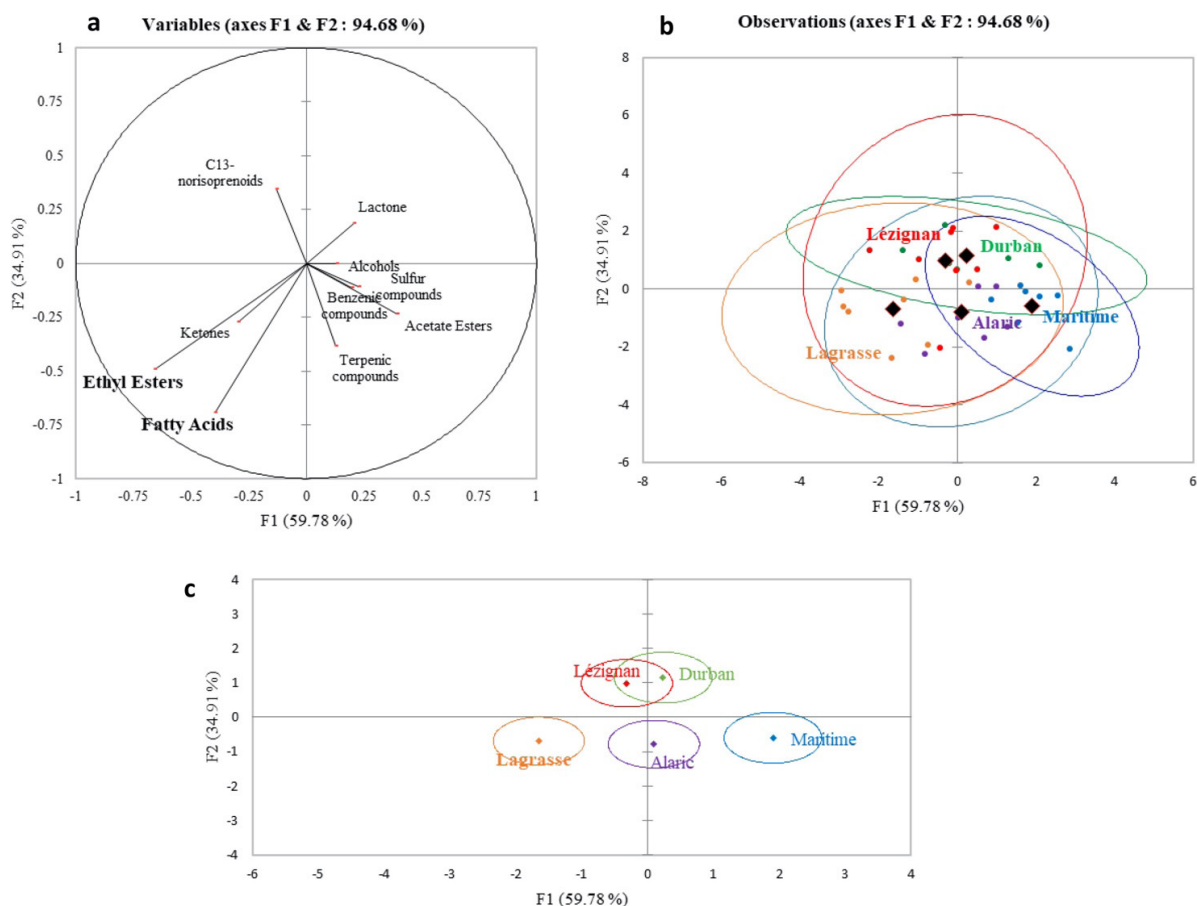 a
Variables (axes F1 & F2 : 94.68 %)
1
0.75
0.5
0.25
0
-0.25
-0.5
-0.75
-1
F2 (34.91 %)
C13-
norisoprenoids
Lactone
Alcohols
Sulfur
compounds
Benzenic
compounds
Acetate Esters
Ketones
Terpenic
compounds
Ethyl Esters
Fatty Acids
-1 -0.75 -0.5 -0.25 0 0.25 0.5 0.75 1
F1 (59.78 %)
b
Observations (axes F1 & F2 : 94.68 %)
8
6
4
2
0
-2
-4
-6
F2 (34.91 %)
Lézignan
Durban
Alaric
Maritime
Lagrasse
-8 -6 -4 -2 0 2 4 6
F1 (59.78 %)
c
4
3
2
1
0
-1
-2
-3
-4
F2 (34.91 %)
Lézignan
Durban
Lagrasse
Alaric
Maritime
-4 -3 -2 -1 0 1 2 3 4
F1 (59.78 %)